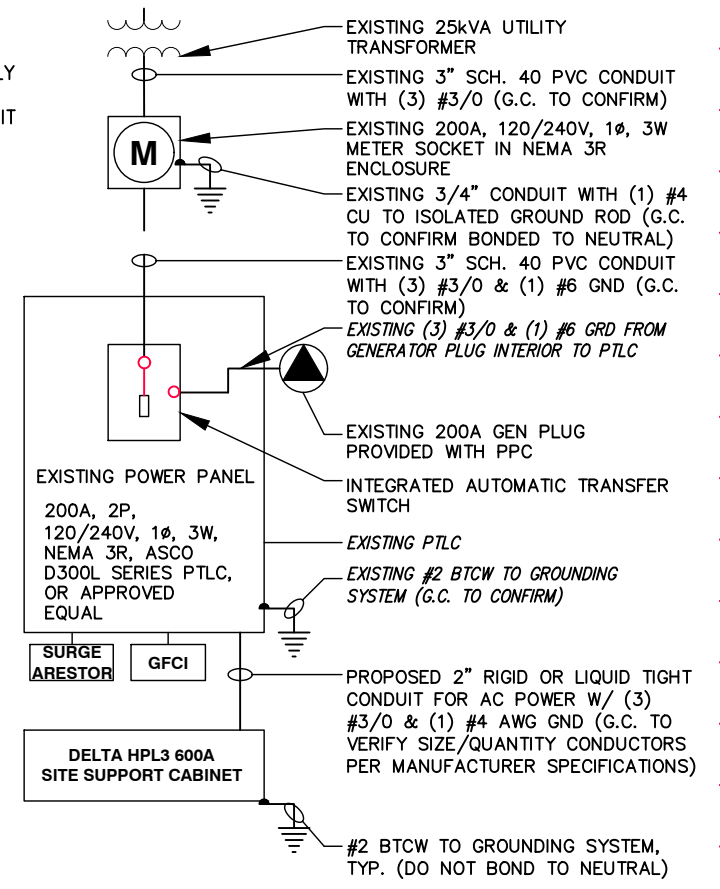 EXISTING 25kVA UTILITY
TRANSFORMER
LY
EXISTING 3" SCH. 40 PVC CONDUIT
WITH (3) #3/0 (G.C. TO CONFIRM)
IT
EXISTING 200A, 120/240V, 1ø, 3W
METER SOCKET IN NEMA 3R
ENCLOSURE
M
EXISTING 3/4" CONDUIT WITH (1) #4
CU TO ISOLATED GROUND ROD (G.C.
TO CONFIRM BONDED TO NEUTRAL)
EXISTING 3" SCH. 40 PVC CONDUIT
WITH (3) #3/0 & (1) #6 GND (G.C.
TO CONFIRM)
EXISTING (3) #3/0 & (1) #6 GRD FROM
GENERATOR PLUG INTERIOR TO PTLC
EXISTING 200A GEN PLUG
PROVIDED WITH PPC
INTEGRATED AUTOMATIC TRANSFER
SWITCH
EXISTING POWER PANEL
200A, 2P,
120/240V, 1ø, 3W,
NEMA 3R, ASCO
D300L SERIES PTLC,
OR APPROVED
EQUAL
EXISTING PTLC
EXISTING #2 BTCW TO GROUNDING
SYSTEM (G.C. TO CONFIRM)
SURGE
ARESTOR
GFCI
PROPOSED 2" RIGID OR LIQUID TIGHT
CONDUIT FOR AC POWER W/ (3)
#3/0 & (1) #4 AWG GND (G.C. TO
VERIFY SIZE/QUANTITY CONDUCTORS
PER MANUFACTURER SPECIFICATIONS)
DELTA HPL3 600A
SITE SUPPORT CABINET
#2 BTCW TO GROUNDING SYSTEM,
TYP. (DO NOT BOND TO NEUTRAL)